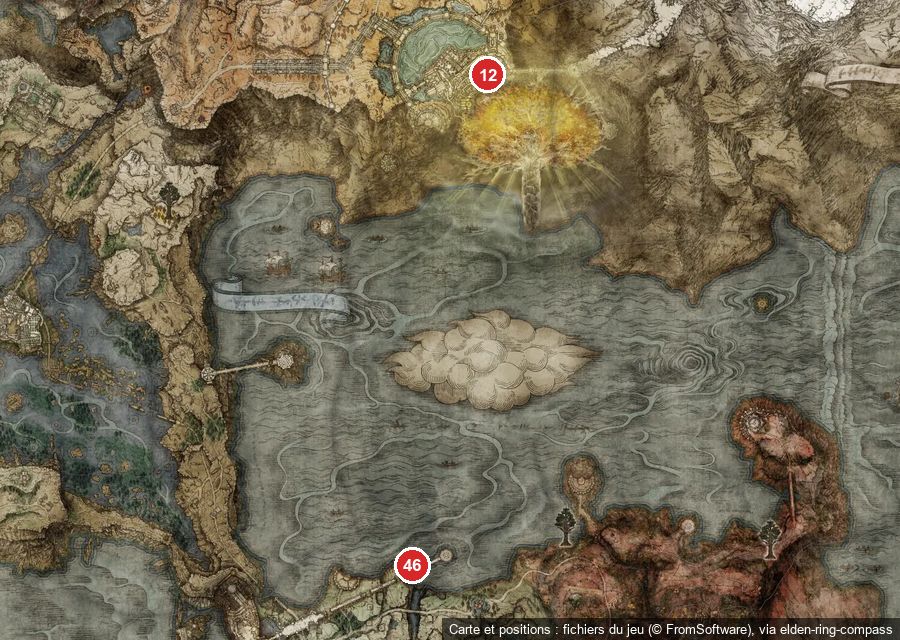 12
46
Carte et positions : fichiers du jeu (© FromSoftware), via elden-ring-compass